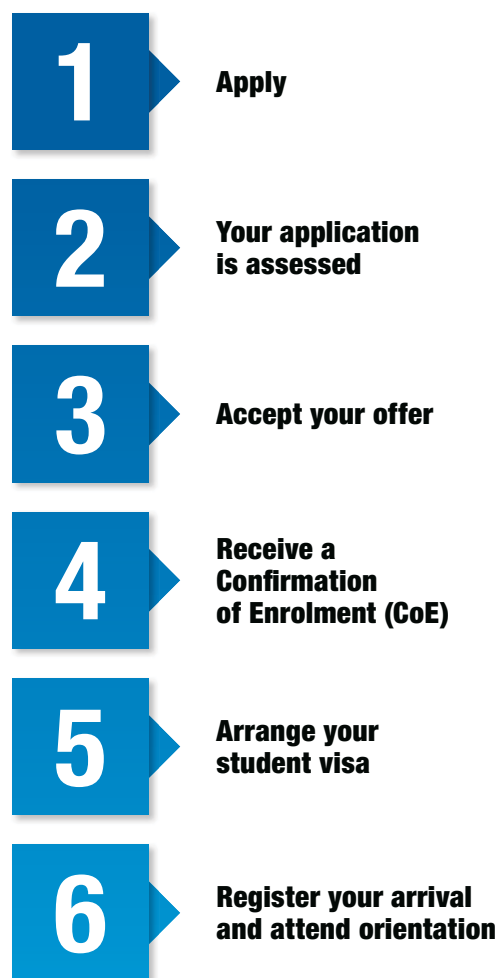 1
Apply
2
Your application
is assessed
3
Accept your offer
4
Receive a
Confirmation
of Enrolment (CoE)
5
Arrange your
student visa
6
Register your arrival
and attend orientation